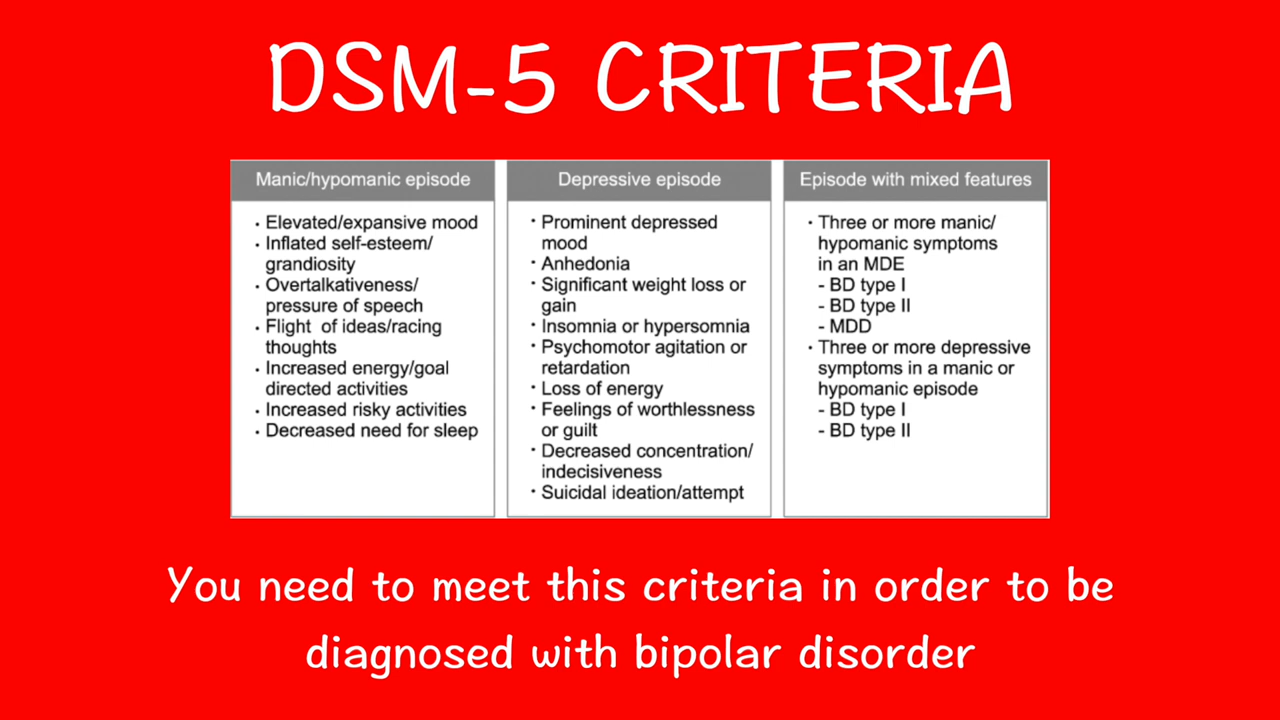 DSM-5 CRITERIA
Manic/hypomanic episode
· Elevated/expansive mood
· Inflated self-esteem/
grandiosity
· Overtalkativeness/
pressure of speech
· Flight of ideas/racing
thoughts
· Increased energy/goal
directed activities
· Increased risky activities
· Decreased need for sleep
Depressive episode
· Prominent depressed
mood
· Anhedonia
· Significant weight loss or
gain
· Insomnia or hypersomnia
· Psychomotor agitation or
retardation
· Loss of energy
· Feelings of worthlessness
or guilt
· Decreased concentration/
indecisiveness
· Suicidal ideation/attempt
Episode with mixed features
· Three or more manic/
hypomanic symptoms
in an MDE
- BD type I
- BD type II
- MDD
· Three or more depressive
symptoms in a manic or
hypomanic episode
- BD type I
- BD type II
You need to meet this criteria in order to be
diagnosed with bipolar disorder